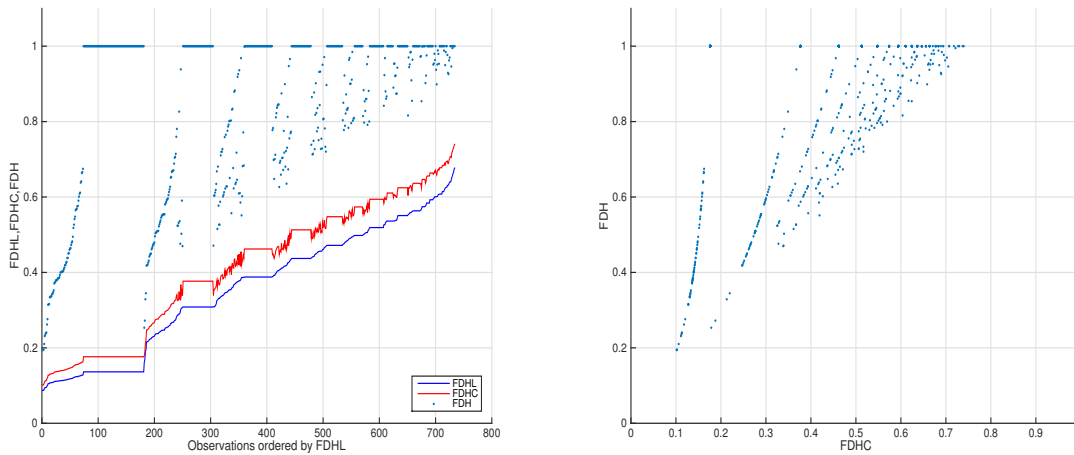 FDHL,FDHC,FDH
1
0.8
0.6
0.4
0.2
0
0 100 200 300 400 500 600 700 800
Observations ordered by FDHL
FDHL
FDHC
FDH
FDH
1
0.8
0.6
0.4
0.2
0
0 0.1 0.2 0.3 0.4 0.5 0.6 0.7 0.8 0.9
FDHC